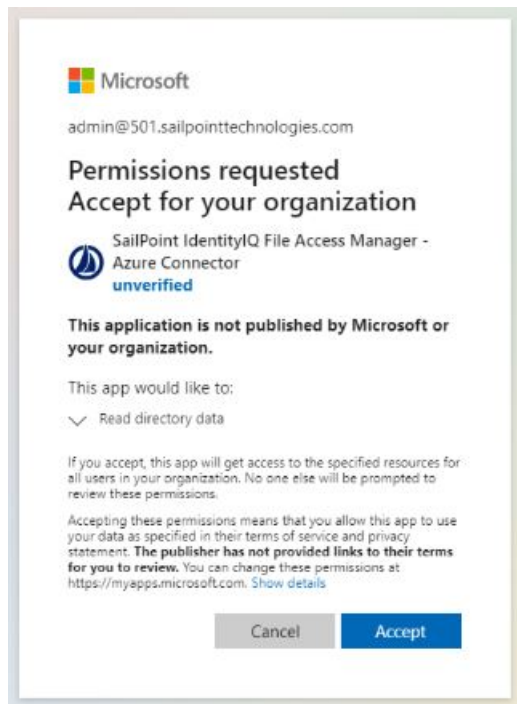 Microsoft
admin@501.sailpointtechnologies.com
Permissions requested
Accept for your organization
SailPoint IdentityIQ File Access Manager -
Azure Connector
unverified
This application is not published by Microsoft or
your organization.
This app would like to:
Read directory data
If you accept, this app will get access to the specified resources for
all users in your organization. No one else will be prompted to
review these permissions.
Accepting these permissions means that you allow this app to use
your data as specified in their terms of service and privacy
statement. The publisher has not provided links to their terms
for you to review. You can change these permissions at
https://myapps.microsoft.com. Show details
Cancel
Accept